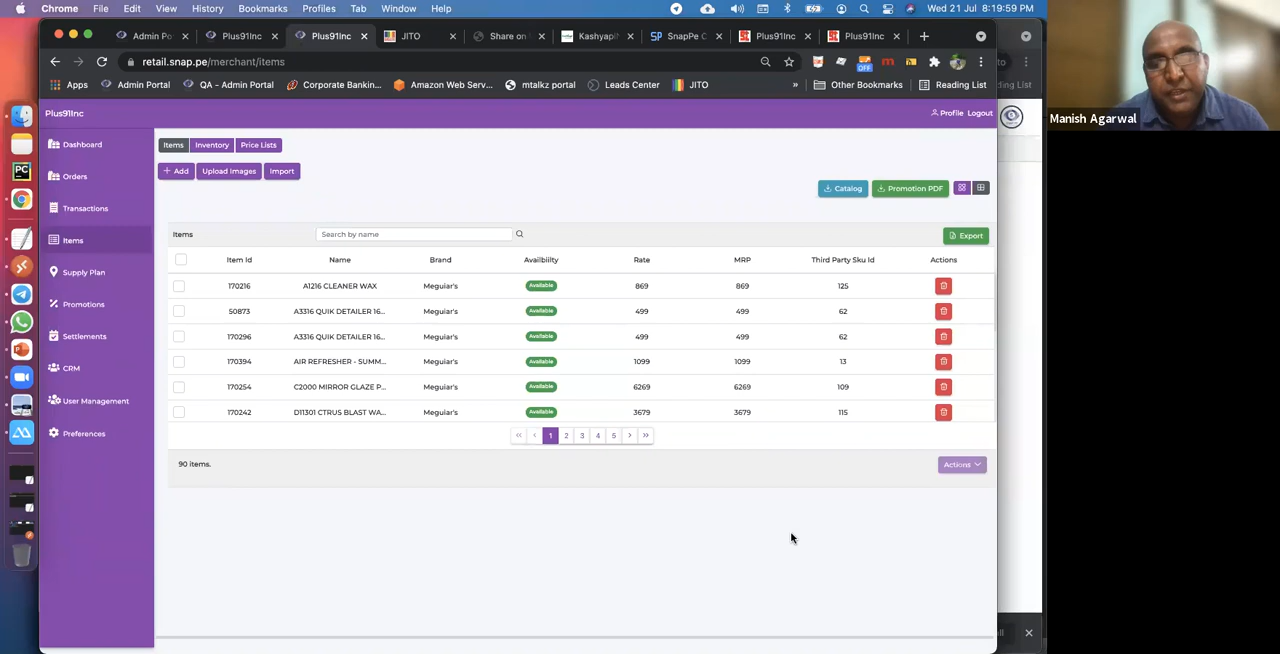 Chrome File Edit View History Bookmarks Profiles Tab Window Help Wed 21 Jul 8:19:59 PM
Admin Po Plus91Inc Plus91Inc JITO Share on Kashyap SnapPe C Plus91Inc Plus91Inc
retail.snap.pe/merchant/items
Apps Admin Portal QA - Admin Portal Corporate Bankin... Amazon Web Serv... mtalkz portal Leads Center JITO » Other Bookmarks Reading List
Plus91Inc Profile Logout
Manish Agarwal
Dashboard
Orders
Transactions
Items
Supply Plan
Promotions
Settlements
CRM
User Management
Preferences
Items Inventory Price Lists
+ Add Upload Images Import
Catalog Promotion PDF
Items Search by name Export
Item Id Name Brand Availbility Rate MRP Third Party Sku Id Actions
170216 A1216 CLEANER WAX Meguiar's Available 869 869 125
50873 A3316 QUIK DETAILER 16... Meguiar's Available 499 499 62
170296 A3316 QUIK DETAILER 16... Meguiar's Available 499 499 62
170394 AIR REFRESHER - SUMM... Meguiar's Available 1099 1099 13
170254 C2000 MIRROR GLAZE P... Meguiar's Available 6269 6269 109
170242 D11301 CTRUS BLAST WA... Meguiar's Available 3679 3679 115
« ‹ 1 2 3 4 5 › »
90 items. Actions